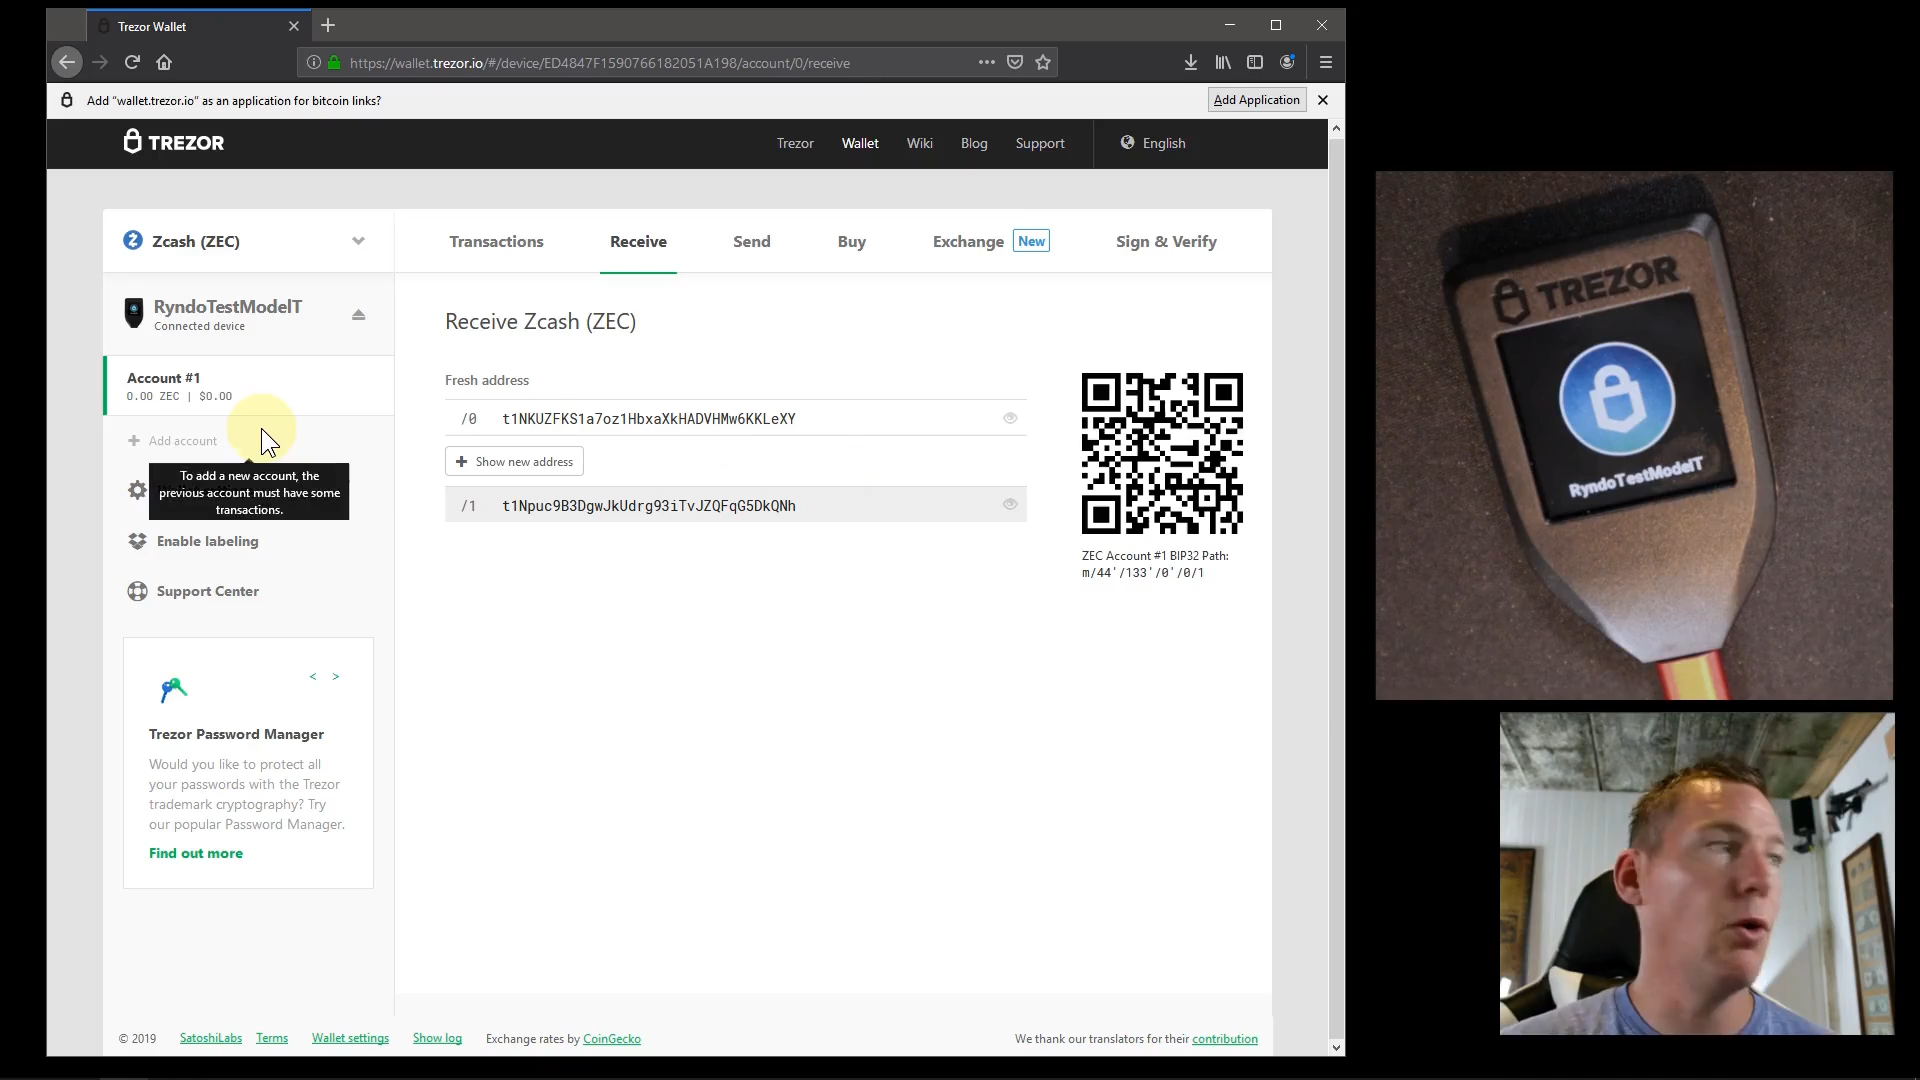 Trezor Wallet
https://wallet.trezor.io/#/device/ED4847F1590766182051A198/account/0/receive
Add "wallet.trezor.io" as an application for bitcoin links?
Add Application
TREZOR
Trezor
Wallet
Wiki
Blog
Support
English
Zcash (ZEC)
Transactions
Receive
Send
Buy
Exchange
New
Sign & Verify
RyndoTestModelT
Connected device
Account #1
0.00 ZEC | $0.00
Add account
To add a new account, the
previous account must have some
transactions.
Enable labeling
Support Center
Trezor Password Manager
Would you like to protect all
your passwords with the Trezor
trademark cryptography? Try
our popular Password Manager.
Find out more
Receive Zcash (ZEC)
Fresh address
/0 t1NKUZFKS1a7oz1HbxaXkHADVHMw6KKLeXY
Show new address
/1 t1Npuc9B3DgwJkUdrg93iTvJZQFqG5DkQNh
ZEC Account #1 BIP32 Path:
m/44'/133'/0'/0/1
© 2019
SatoshiLabs
Terms
Wallet settings
Show log
Exchange rates by CoinGecko
We thank our translators for their contribution
TREZOR
RyndoTestModelT